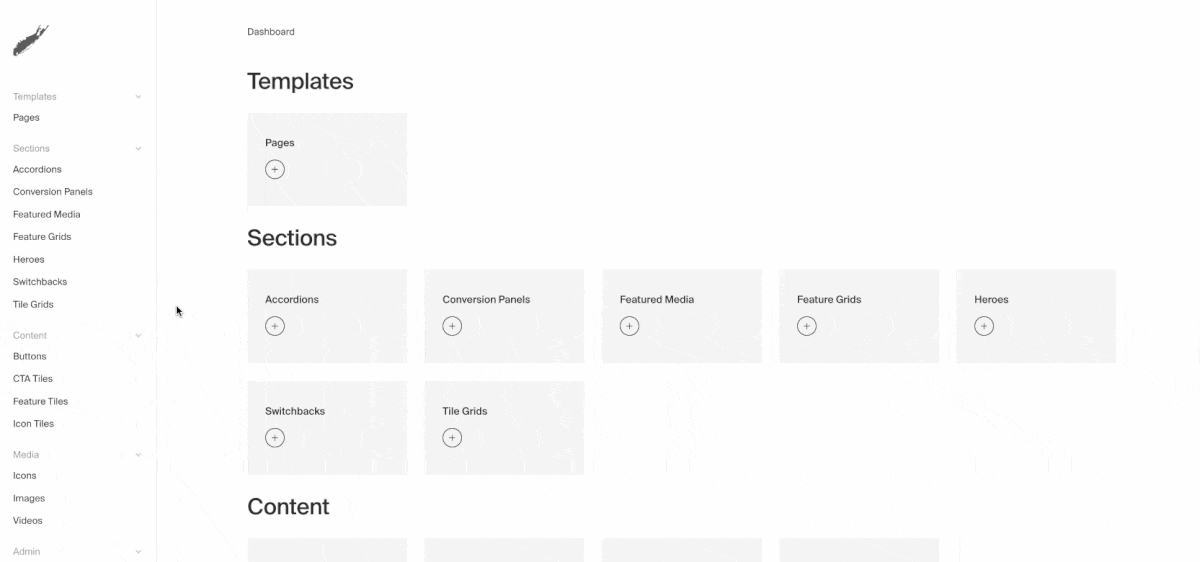 Templates
Pages
Sections
Accordions
Conversion Panels
Featured Media
Feature Grids
Heroes
Switchbacks
Tile Grids
Content
Buttons
CTA Tiles
Feature Tiles
Icon Tiles
Media
Icons
Images
Videos
Admin
Dashboard
Templates
Pages
Sections
Accordions
Conversion Panels
Featured Media
Feature Grids
Heroes
Switchbacks
Tile Grids
Content